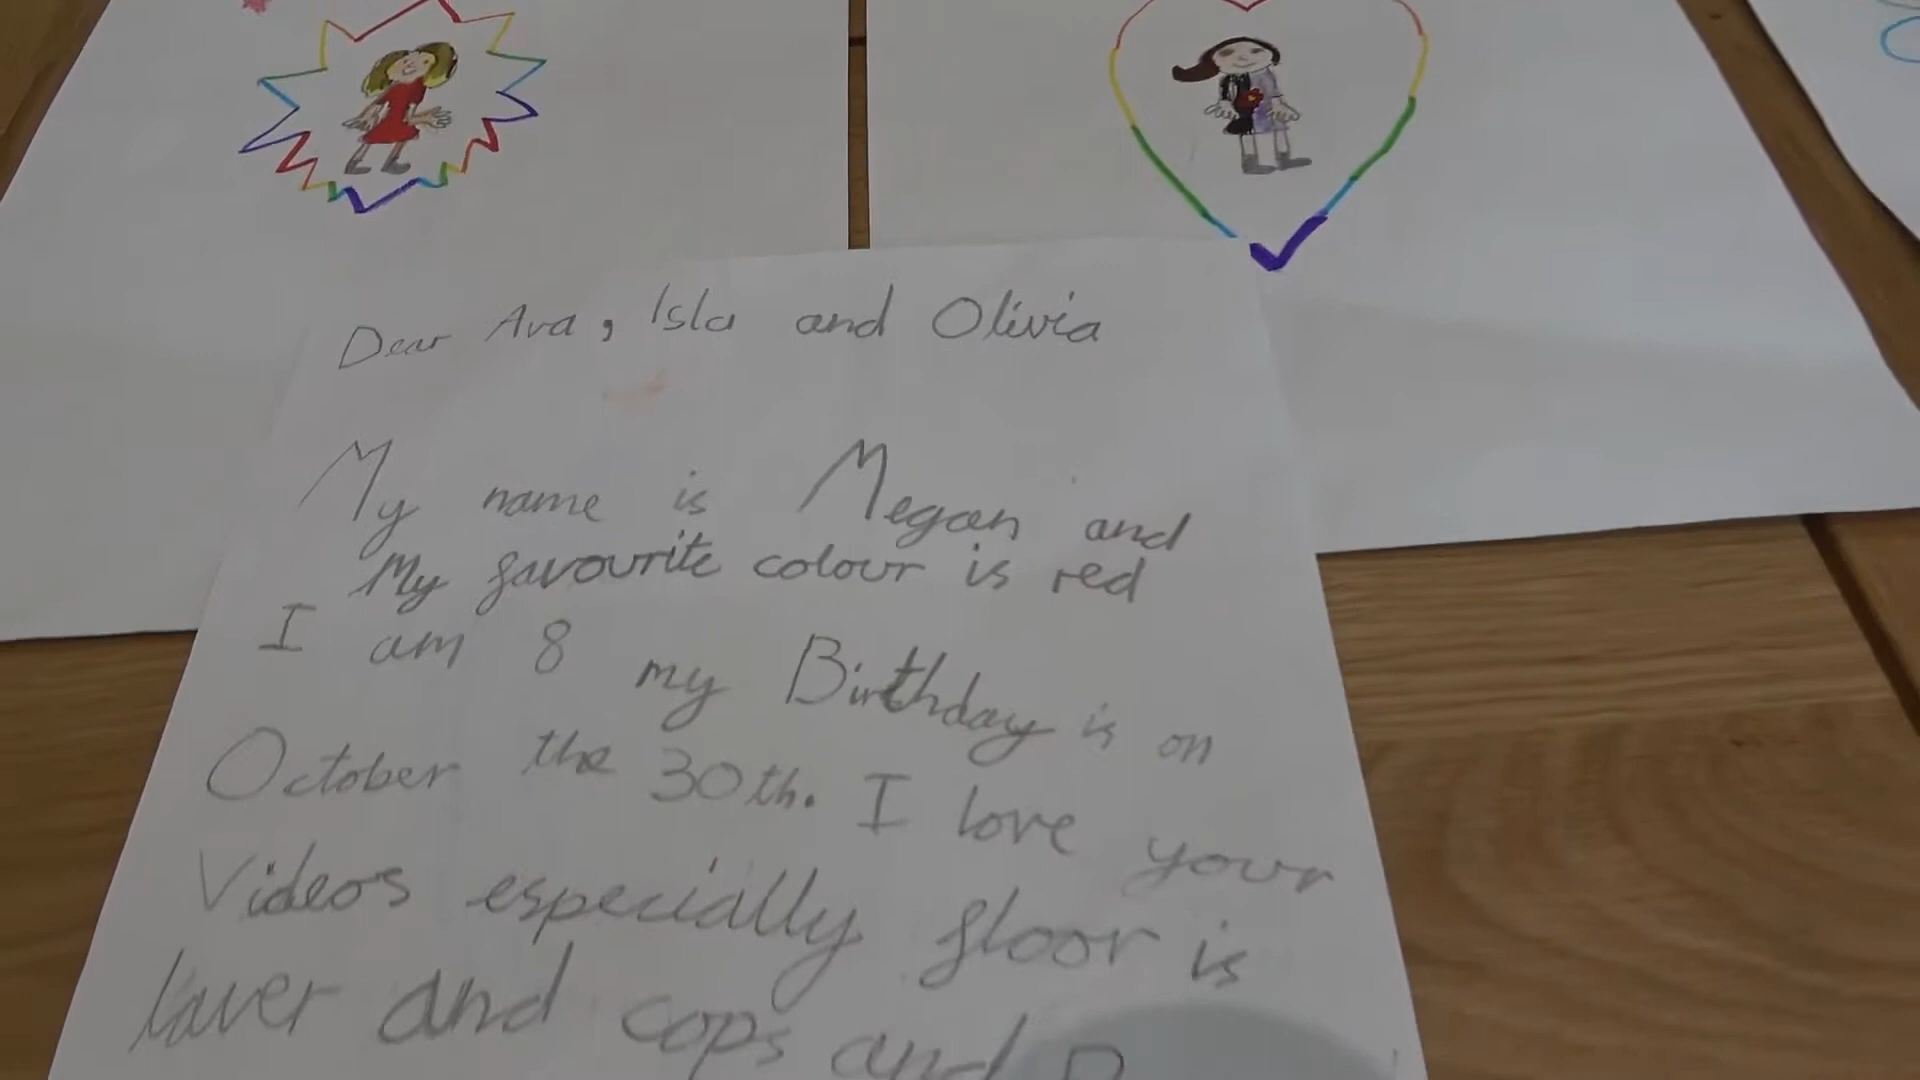 Dear Ava, Isla and Olivia
My name is Megan and
My favourite colour is red
I am 8 my Birthday is on
October the 30th. I love your
Videos especially floor is
laver and cops and